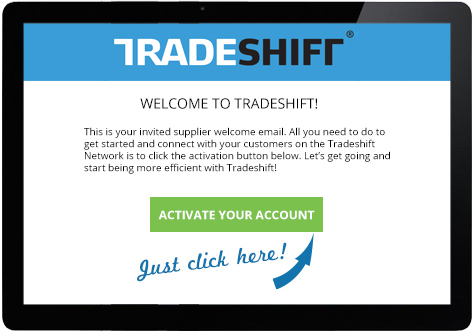 TRADESHIFT®
WELCOME TO TRADESHIFT!
This is your invited supplier welcome email. All you need to do to
get started and connect with your customers on the Tradeshift
Network is to click the activation button below. Let's get going and
start being more efficient with Tradeshift!
ACTIVATE YOUR ACCOUNT
Just click here!